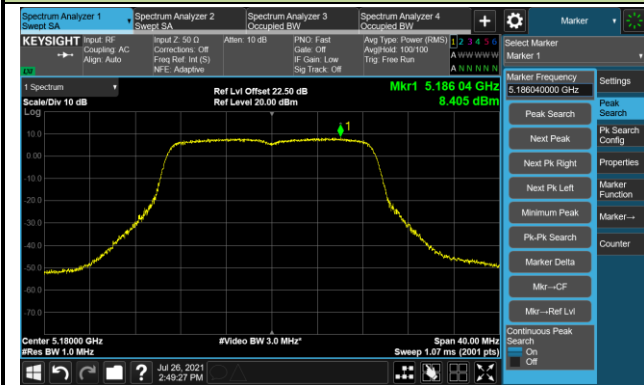 Spectrum Analyzer 1
Swept SA
Spectrum Analyzer 2
Swept SA
Spectrum Analyzer 3
Occupied BW
Spectrum Analyzer 4
Occupied BW
+
Marker
KEYSIGHT
Input: RF
Coupling: AC
Align: Auto
Input Z: 50 Ω
Corrections: Off
Freq Ref: Int (S)
NFE: Adaptive
Atten: 10 dB
PNO: Fast
Gate: Off
IF Gain: Low
Sig Track: Off
Avg Type: Power (RMS)
Avg|Hold: 100/100
Trig: Free Run
1 2 3 4 5 6
A W W W W W
A N N N N N
LXI
Select Marker
Marker 1
1 Spectrum
Scale/Div 10 dB
Log
Ref Lvl Offset 22.50 dB
Ref Level 20.00 dBm
Mkr1 5.186 04 GHz
8.405 dBm
1
10.0
0.00
-10.0
-20.0
-30.0
-40.0
-50.0
-60.0
-70.0
Center 5.18000 GHz
#Res BW 1.0 MHz
#Video BW 3.0 MHz*
Span 40.00 MHz
Sweep 1.07 ms (2001 pts)
Marker Frequency
5.186040000 GHz
Peak Search
Next Peak
Next Pk Right
Next Pk Left
Minimum Peak
Pk-Pk Search
Marker Delta
Mkr→CF
Mkr→Ref Lvl
Continuous Peak
Search
On
Off
Settings
Peak
Search
Pk Search
Config
Properties
Marker
Function
Marker→
Counter
?
Jul 26, 2021
2:49:27 PM